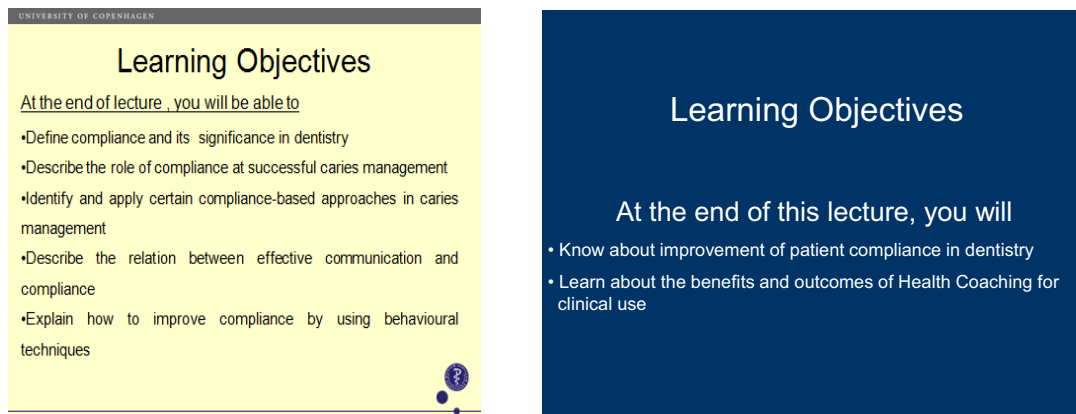 UNIVERSITY OF COPENHAGEN
Learning Objectives
At the end of lecture , you will be able to
•Define compliance and its significance in dentistry
•Describe the role of compliance at successful caries management
•Identify and apply certain compliance-based approaches in caries
management
•Describe the relation between effective communication and
compliance
•Explain how to improve compliance by using behavioural
techniques
Learning Objectives
At the end of this lecture, you will
• Know about improvement of patient compliance in dentistry
• Learn about the benefits and outcomes of Health Coaching for
clinical use